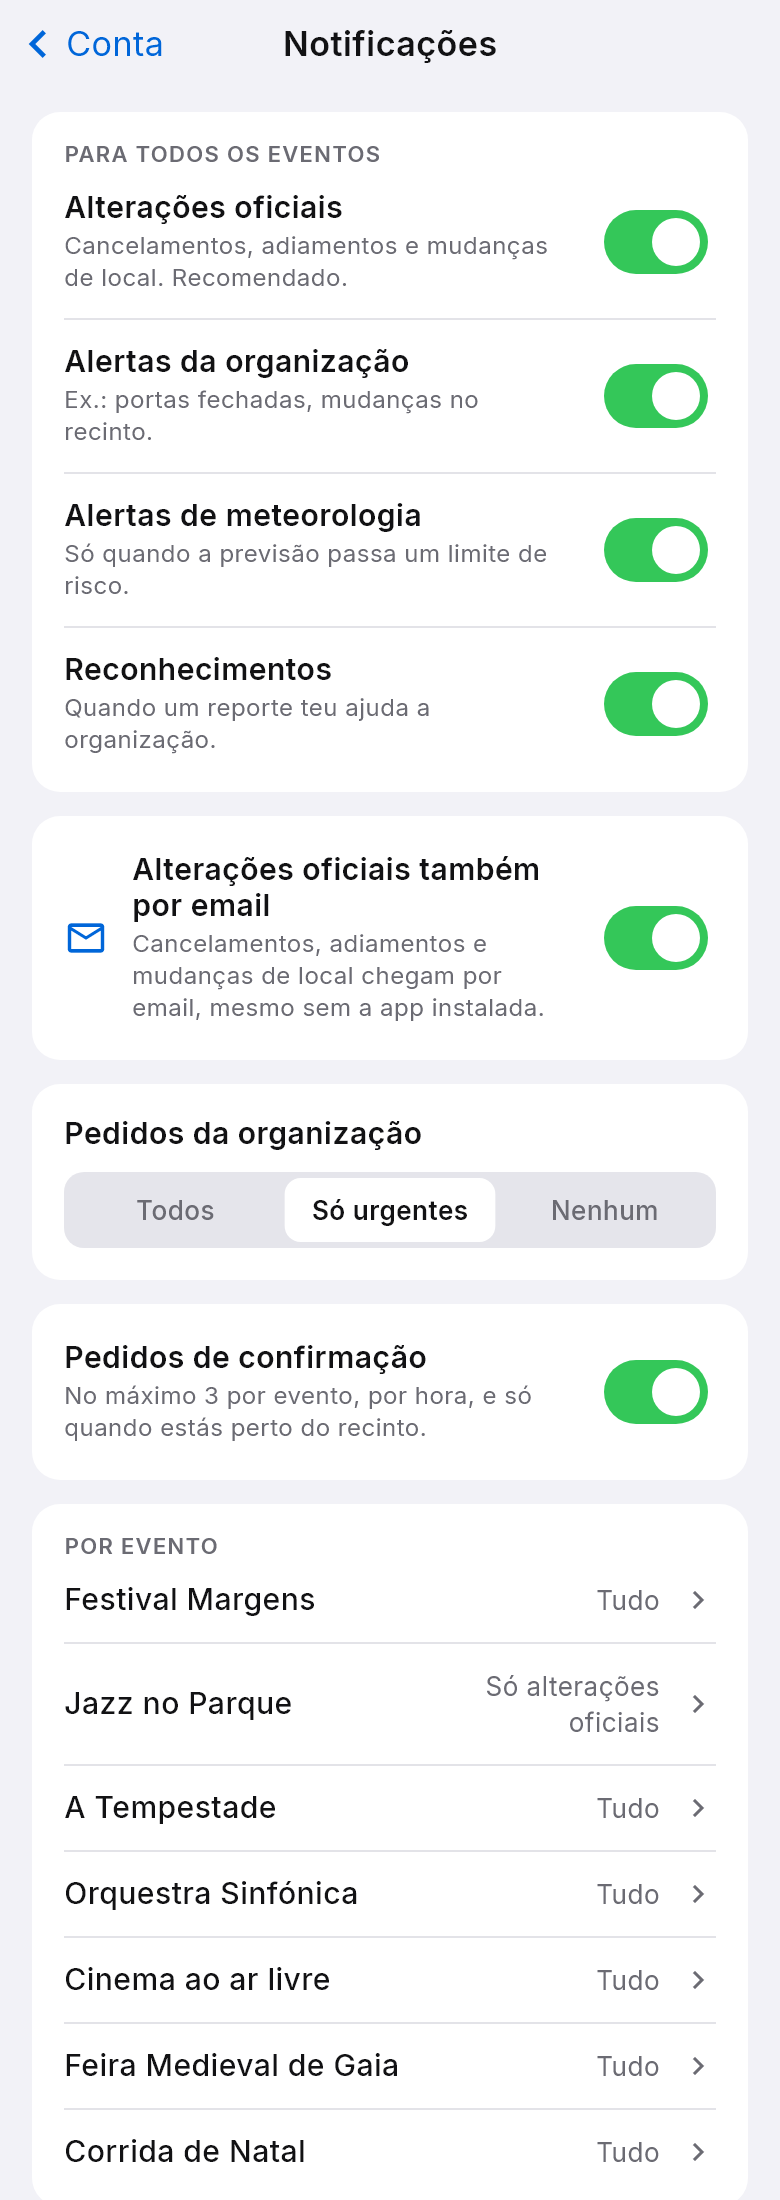 Conta
Notificações
PARA TODOS OS EVENTOS
Alterações oficiais
Cancelamentos, adiamentos e mudanças
de local. Recomendado.
Alertas da organização
Ex.: portas fechadas, mudanças no
recinto.
Alertas de meteorologia
Só quando a previsão passa um limite de
risco.
Reconhecimentos
Quando um reporte teu ajuda a
organização.
Alterações oficiais também
por email
Cancelamentos, adiamentos e
mudanças de local chegam por
email, mesmo sem a app instalada.
Pedidos da organização
Todos
Só urgentes
Nenhum
Pedidos de confirmação
No máximo 3 por evento, por hora, e só
quando estás perto do recinto.
POR EVENTO
Festival Margens
Tudo
Jazz no Parque
Só alterações
oficiais
A Tempestade
Tudo
Orquestra Sinfónica
Tudo
Cinema ao ar livre
Tudo
Feira Medieval de Gaia
Tudo
Corrida de Natal
Tudo